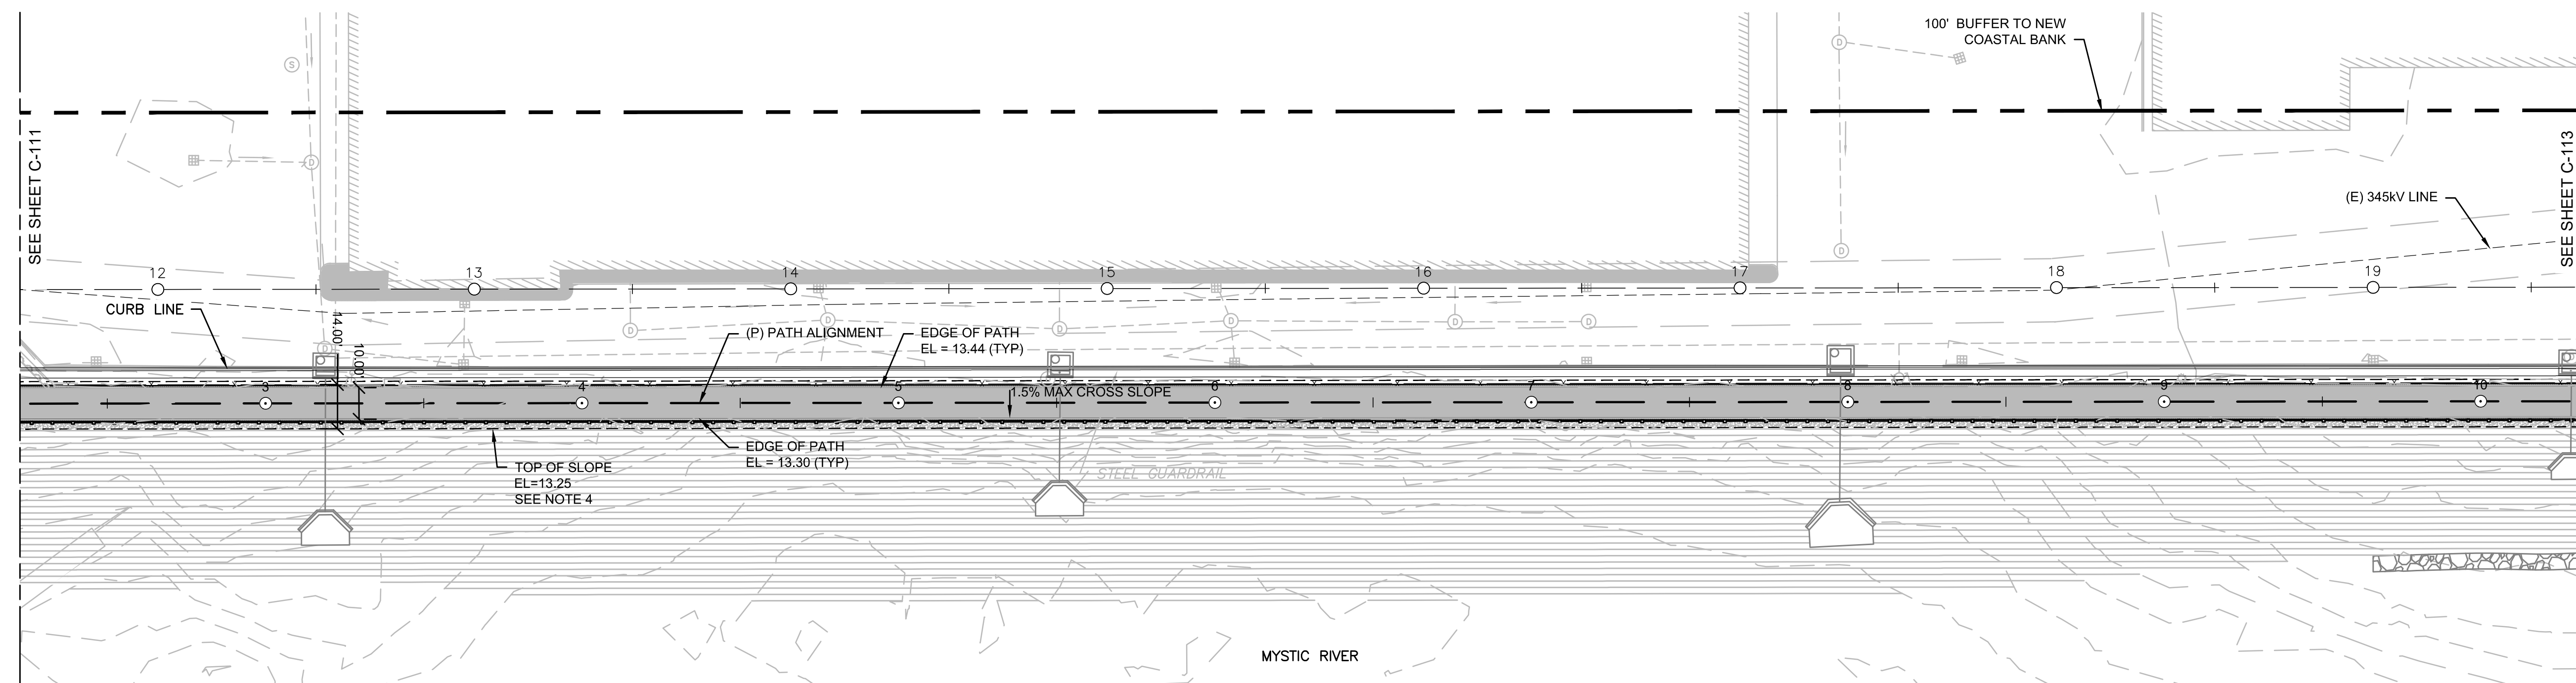 100' BUFFER TO NEW
COASTAL BANK
SEE SHEET C-111
SEE SHEET C-113
S
D
D
D
(E) 345kV LINE
12
13
14
15
16
17
18
19
CURB LINE
14.00'
10.00'
D
D
D
D
D
D
D
(P) PATH ALIGNMENT
EDGE OF PATH
EL = 13.44 (TYP)
3
4
5
6
7
8
9
10
1.5% MAX CROSS SLOPE
EDGE OF PATH
EL = 13.30 (TYP)
TOP OF SLOPE
EL=13.25
SEE NOTE 4
STEEL GUARDRAIL
MYSTIC RIVER